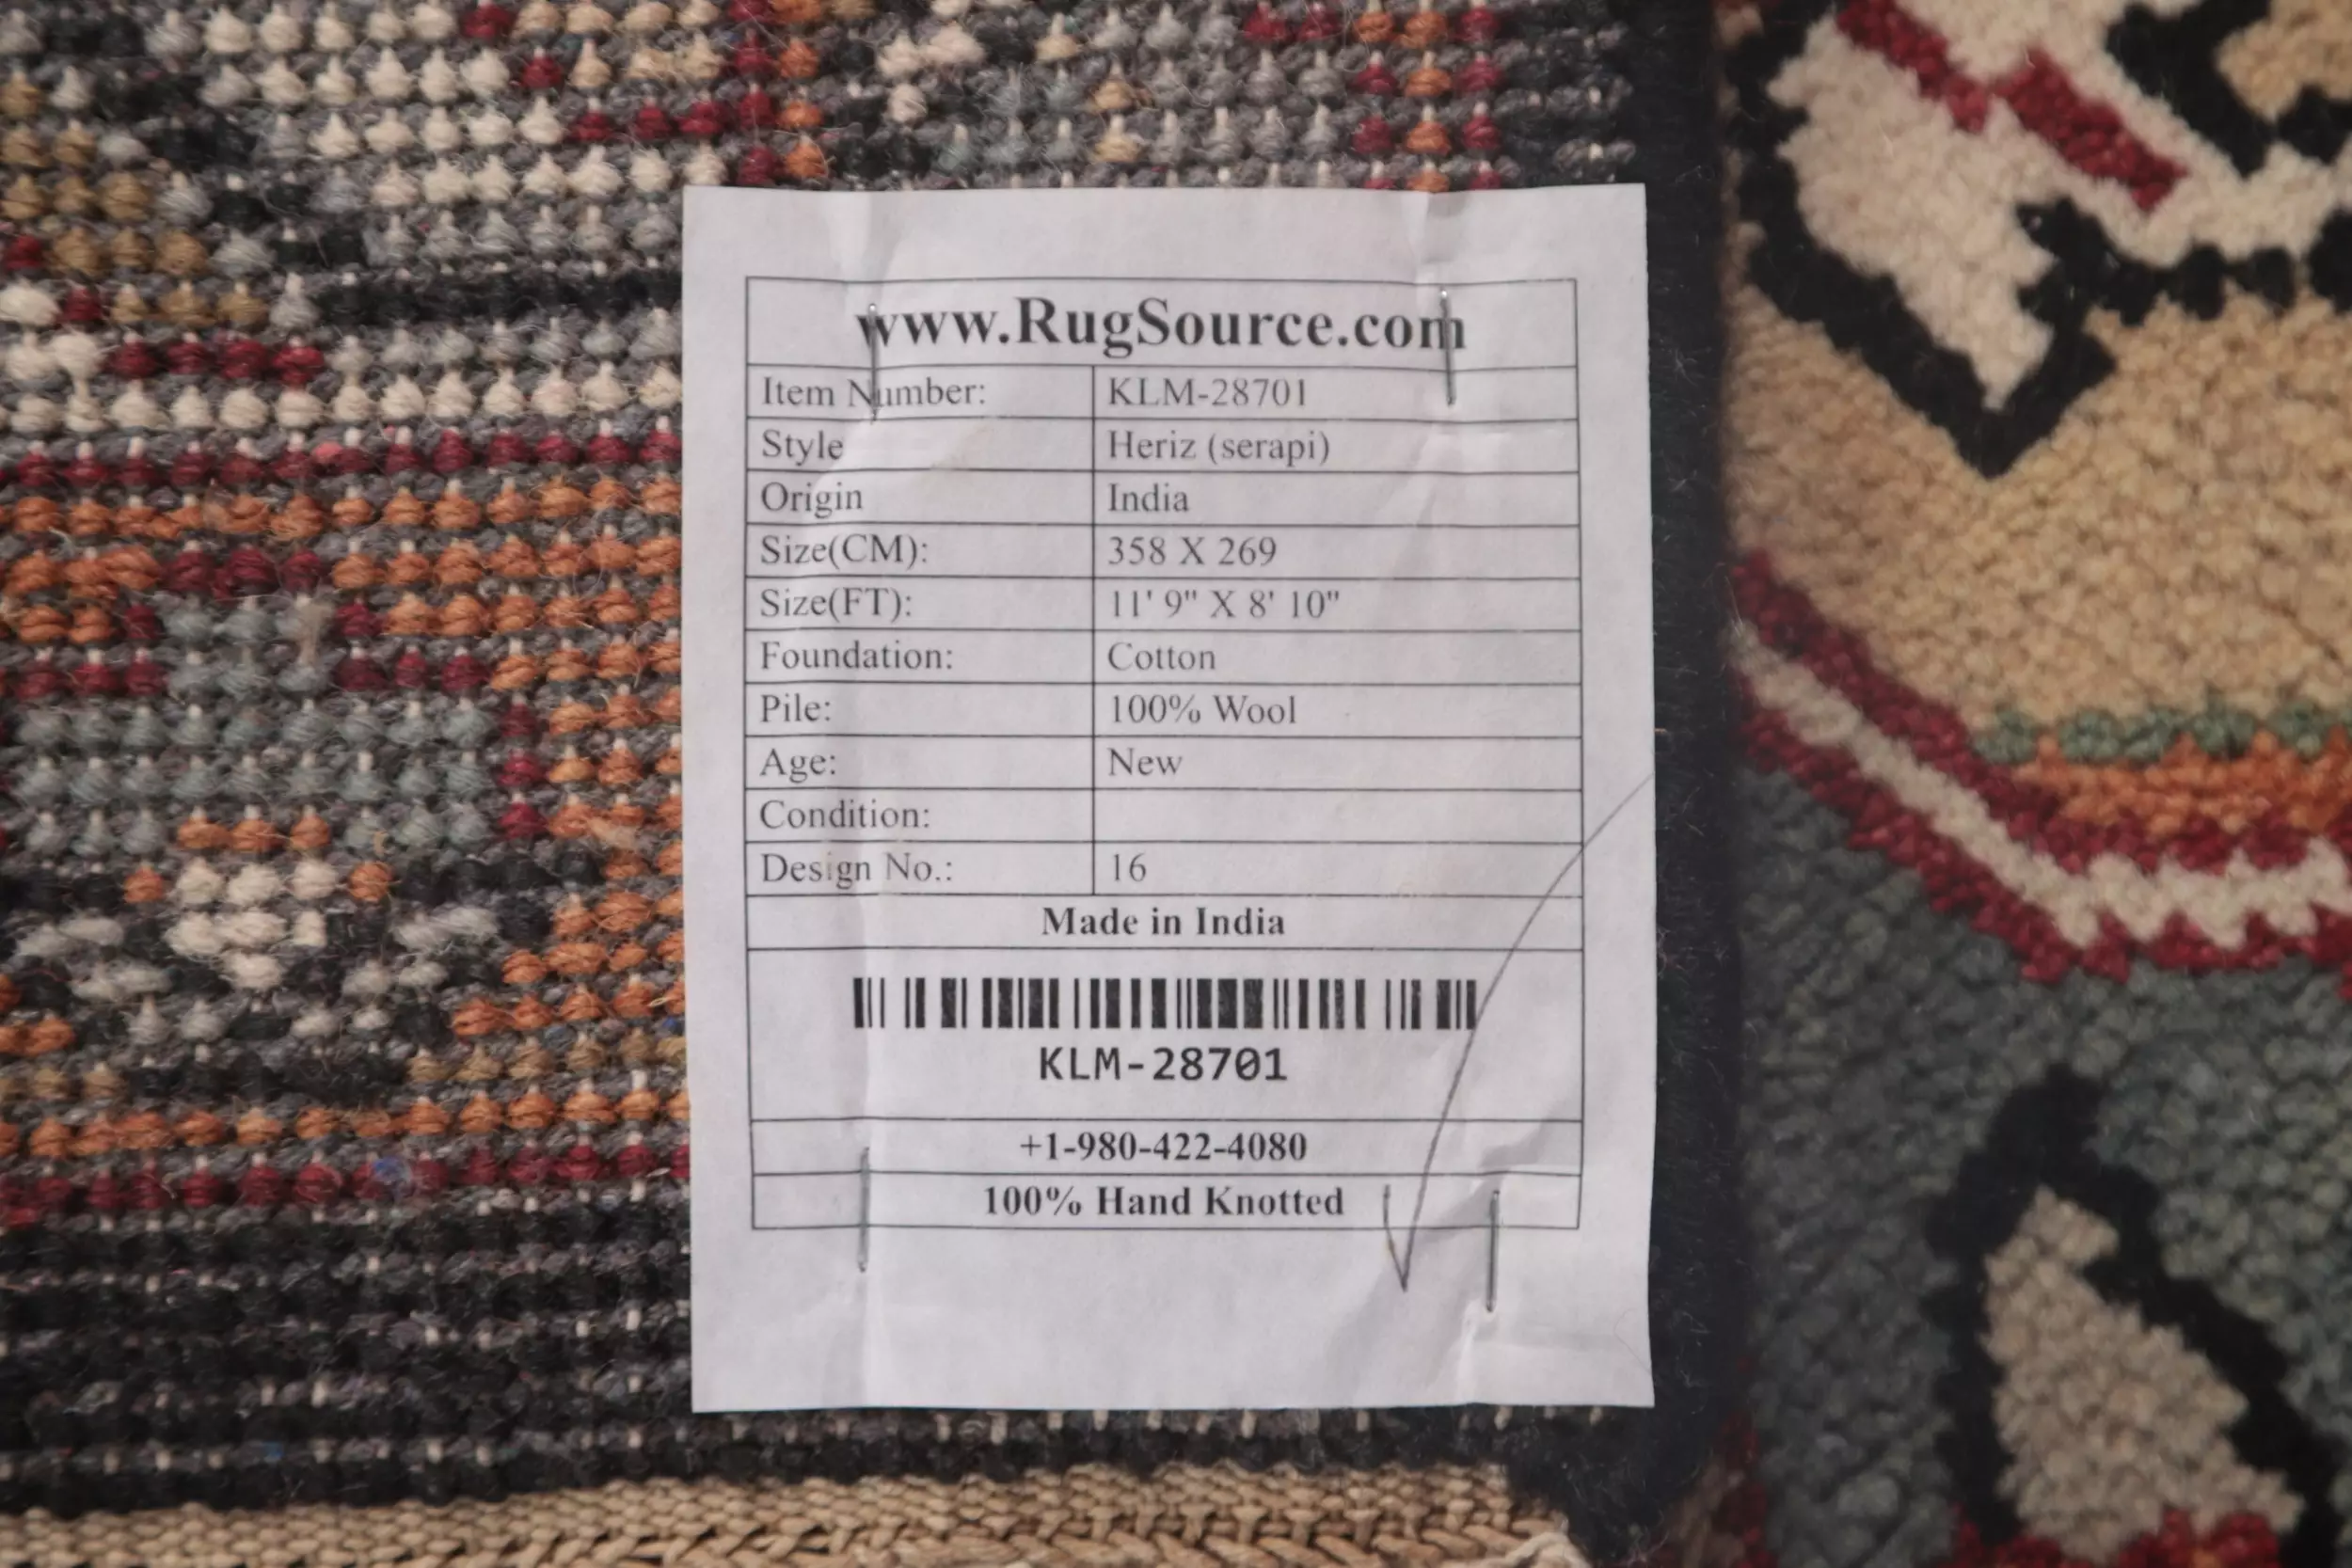 www.RugSource.com
Item Number: KLM-28701
Style Heriz (serapi)
Origin India
Size(CM): 358 X 269
Size(FT): 11' 9" X 8' 10"
Foundation: Cotton
Pile: 100% Wool
Age: New
Condition:
Design No.: 16
Made in India
KLM-28701
+1-980-422-4080
100% Hand Knotted